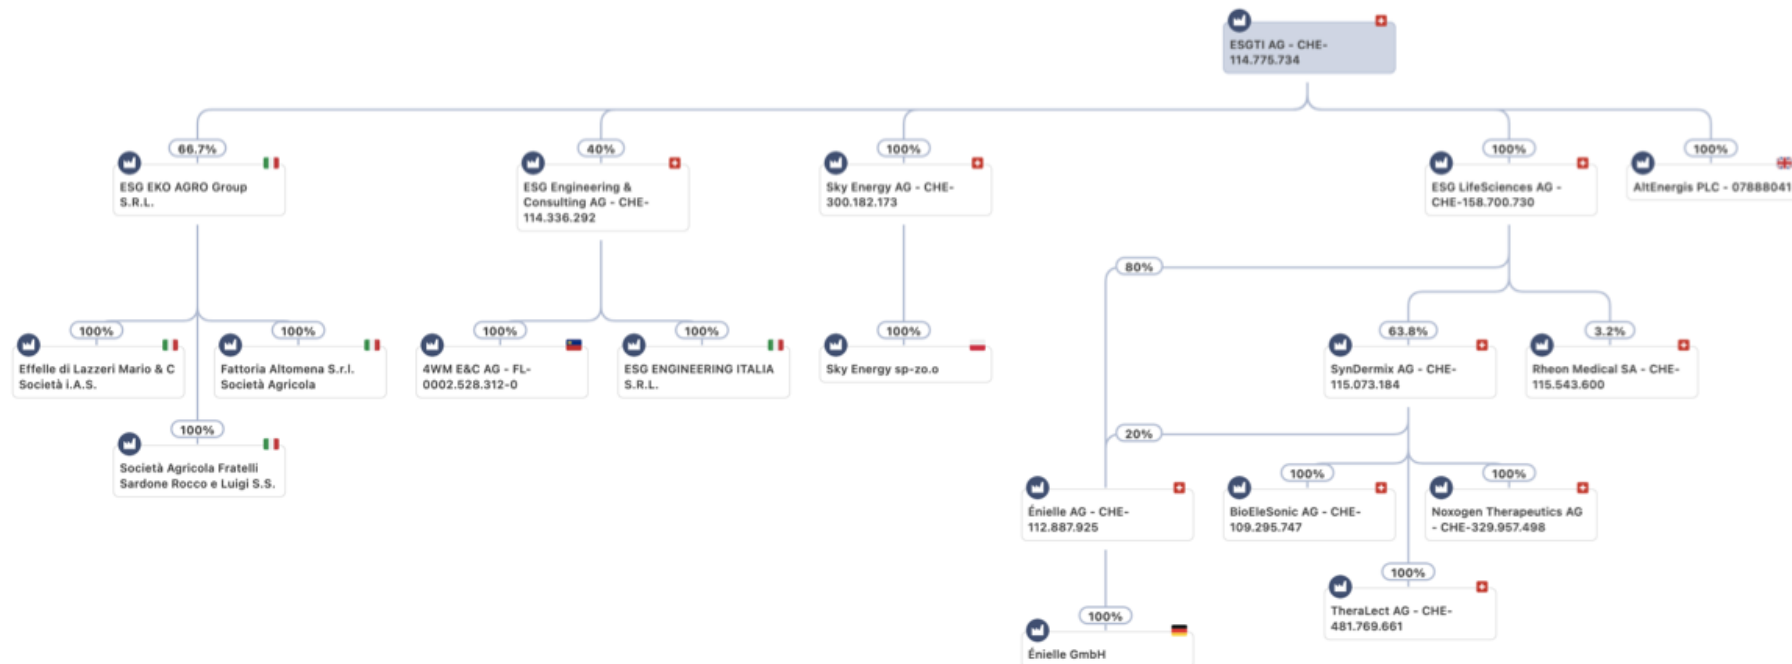 ESGTI AG - CHE-
114.775.734
66.7%
40%
100%
100%
100%
ESG EKO AGRO Group
S.R.L.
ESG Engineering &
Consulting AG - CHE-
114.336.292
Sky Energy AG - CHE-
300.182.173
ESG LifeSciences AG -
CHE-158.700.730
AltEnergis PLC - 07888041
80%
100%
100%
100%
100%
100%
63.8%
3.2%
Effelle di Lazzeri Mario & C
Società i.A.S.
Fattoria Altomena S.r.l.
Società Agricola
4WM E&C AG - FL-
0002.528.312-0
ESG ENGINEERING ITALIA
S.R.L.
Sky Energy sp-zo.o
SynDermix AG - CHE-
115.073.184
Rheon Medical SA - CHE-
115.543.600
100%
20%
Società Agricola Fratelli
Sardone Rocco e Luigi S.S.
100%
100%
Énielle AG - CHE-
112.887.925
BioEleSonic AG - CHE-
109.295.747
Noxogen Therapeutics AG
- CHE-329.957.498
100%
TheraLect AG - CHE-
481.769.661
100%
Énielle GmbH